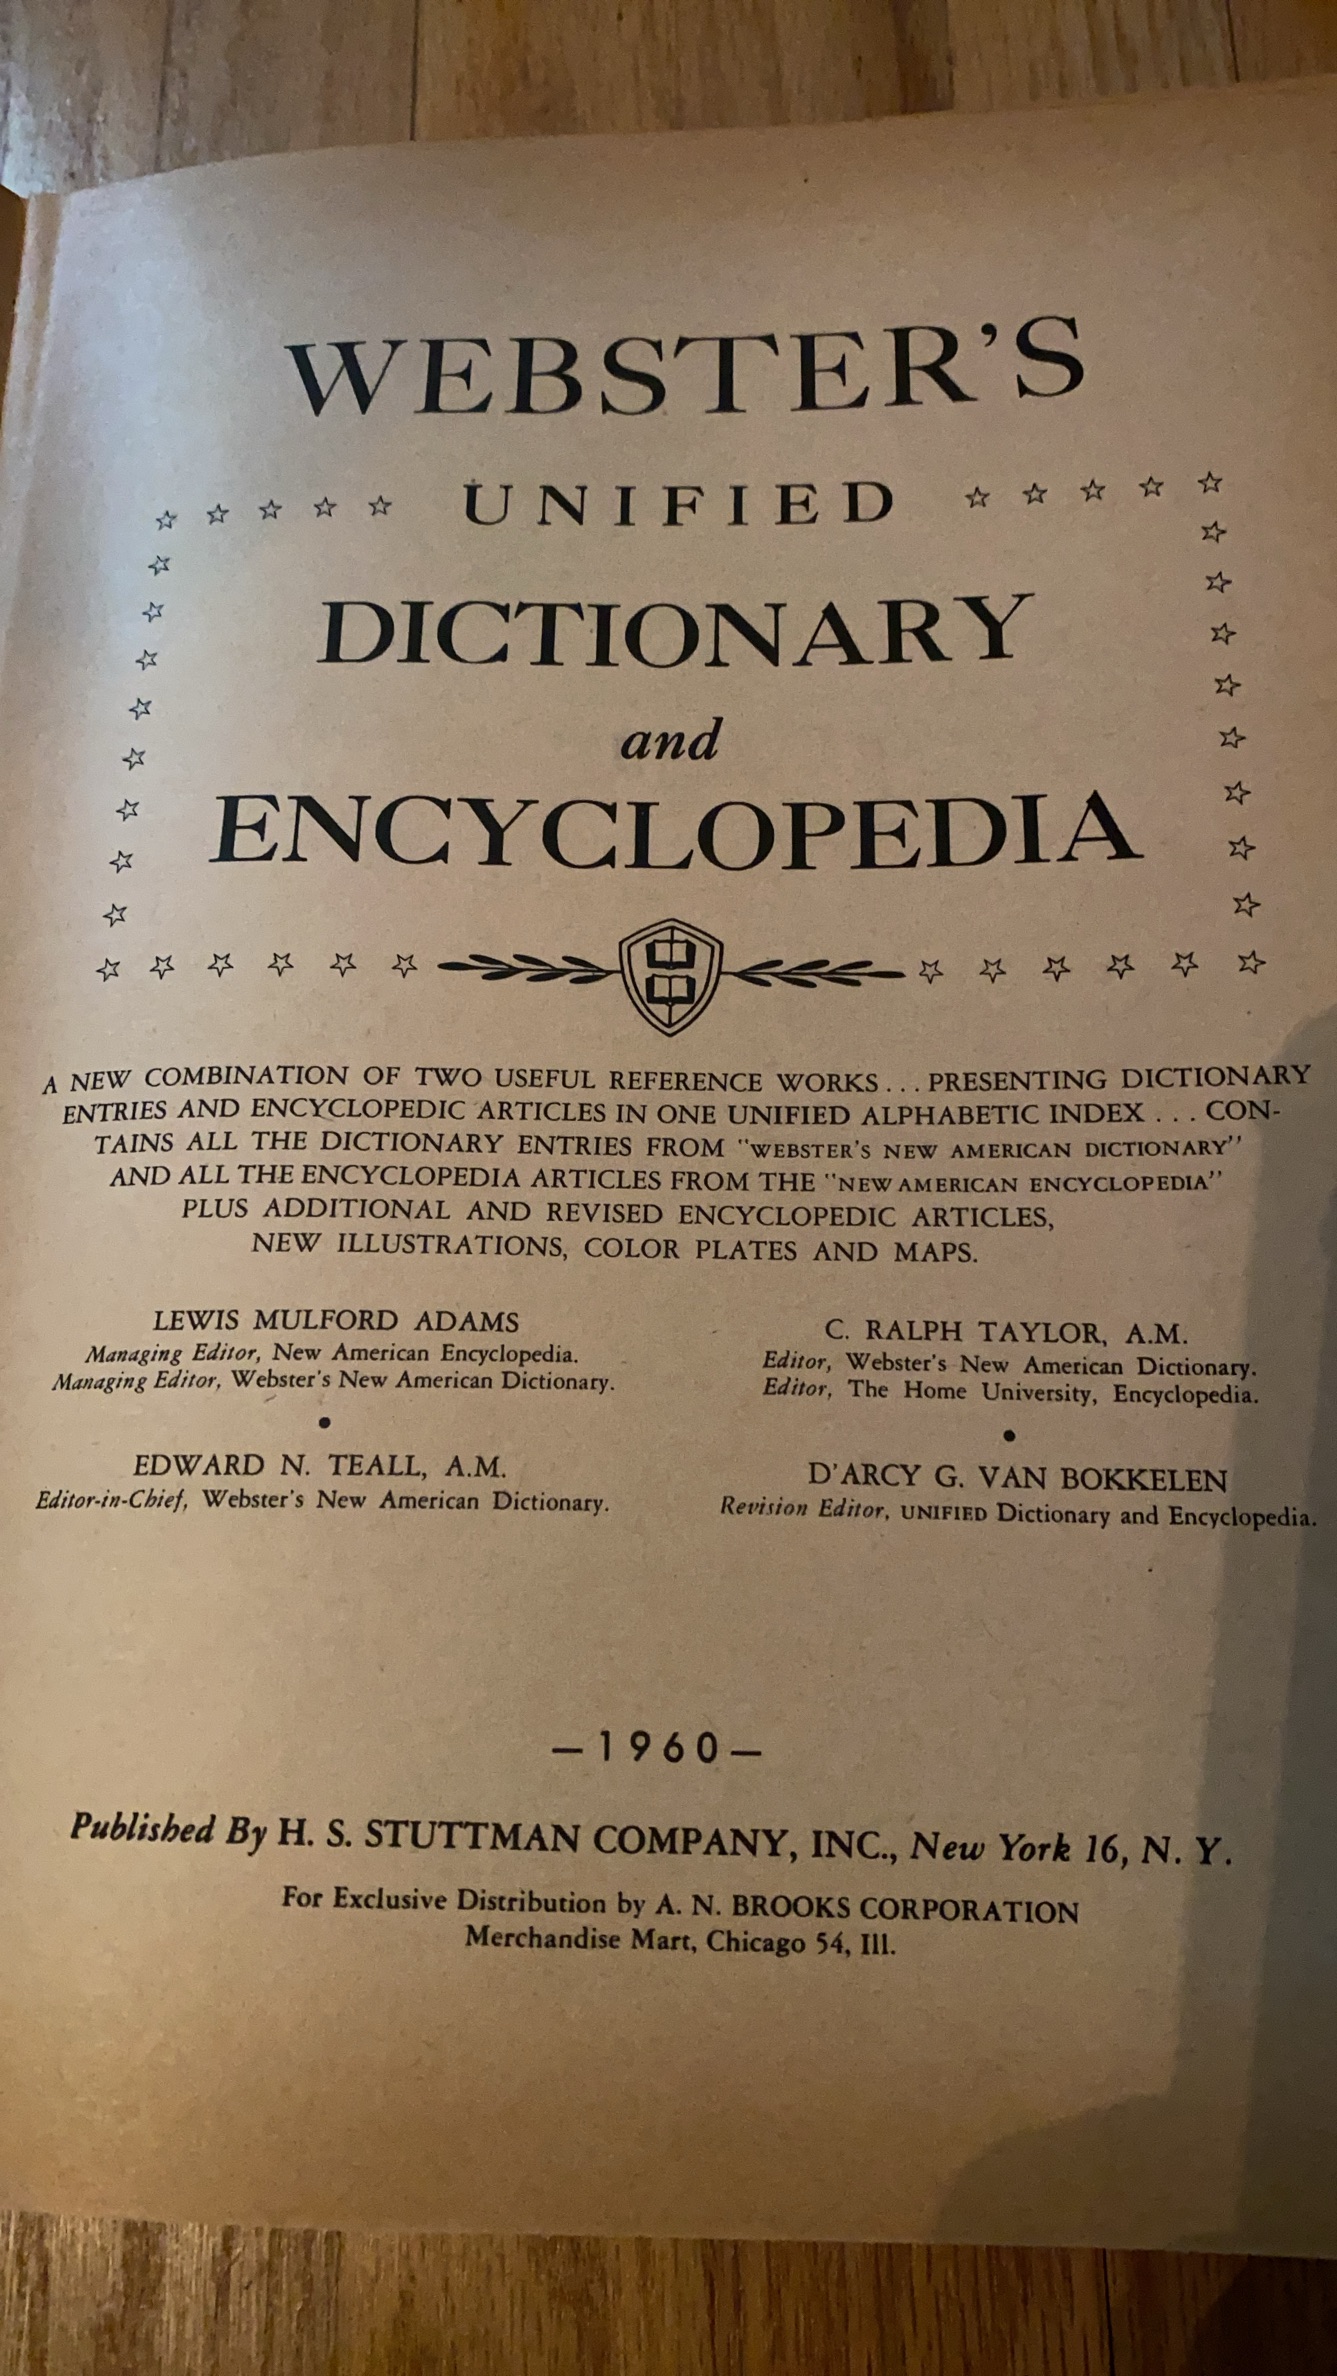 WEBSTER'S
UNIFIED
DICTIONARY
and
ENCYCLOPEDIA
A NEW COMBINATION OF TWO USEFUL REFERENCE WORKS . . . PRESENTING DICTIONARY
ENTRIES AND ENCYCLOPEDIC ARTICLES IN ONE UNIFIED ALPHABETIC INDEX . . . CON-
TAINS ALL THE DICTIONARY ENTRIES FROM "WEBSTER'S NEW AMERICAN DICTIONARY"
AND ALL THE ENCYCLOPEDIA ARTICLES FROM THE "NEW AMERICAN ENCYCLOPEDIA"
PLUS ADDITIONAL AND REVISED ENCYCLOPEDIC ARTICLES,
NEW ILLUSTRATIONS, COLOR PLATES AND MAPS.
LEWIS MULFORD ADAMS
Managing Editor, New American Encyclopedia.
Managing Editor, Webster's New American Dictionary.
EDWARD N. TEALL, A.M.
Editor-in-Chief, Webster's New American Dictionary.
C. RALPH TAYLOR, A.M.
Editor, Webster's New American Dictionary.
Editor, The Home University, Encyclopedia.
D'ARCY G. VAN BOKKELEN
Revision Editor, UNIFIED Dictionary and Encyclopedia.
—1960—
Published By H. S. STUTTMAN COMPANY, INC., New York 16, N. Y.
For Exclusive Distribution by A. N. BROOKS CORPORATION
Merchandise Mart, Chicago 54, Ill.